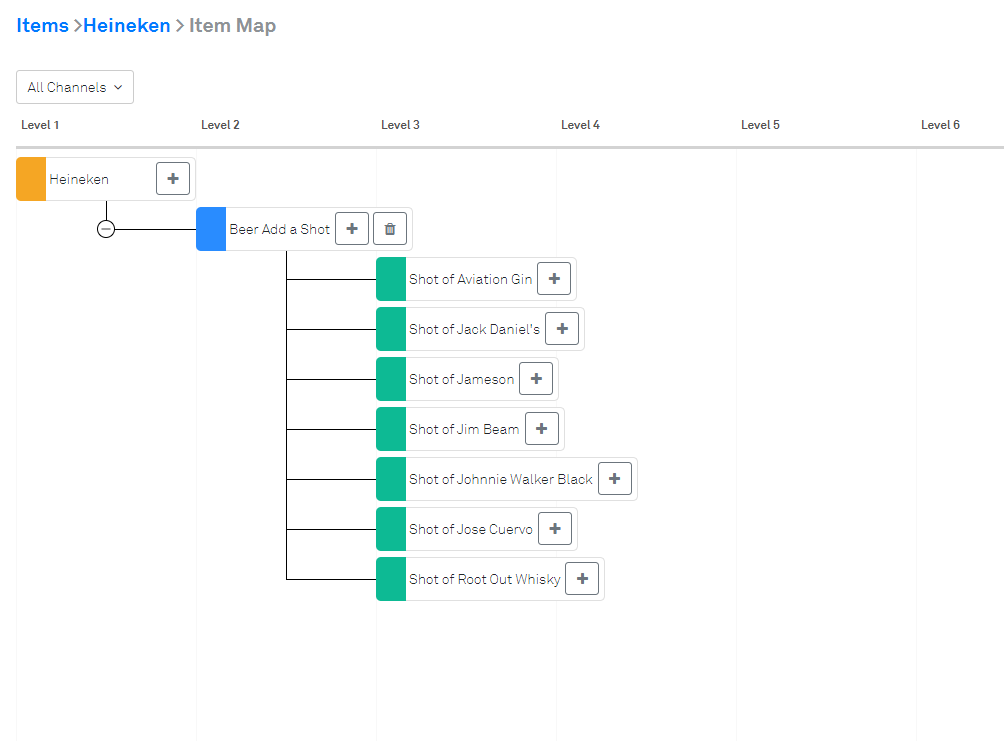 Items >Heineken > Item Map
All Channels
Level 1 Level 2 Level 3 Level 4 Level 5 Level 6
Heineken
Beer Add a Shot
Shot of Aviation Gin
Shot of Jack Daniel's
Shot of Jameson
Shot of Jim Beam
Shot of Johnnie Walker Black
Shot of Jose Cuervo
Shot of Root Out Whisky